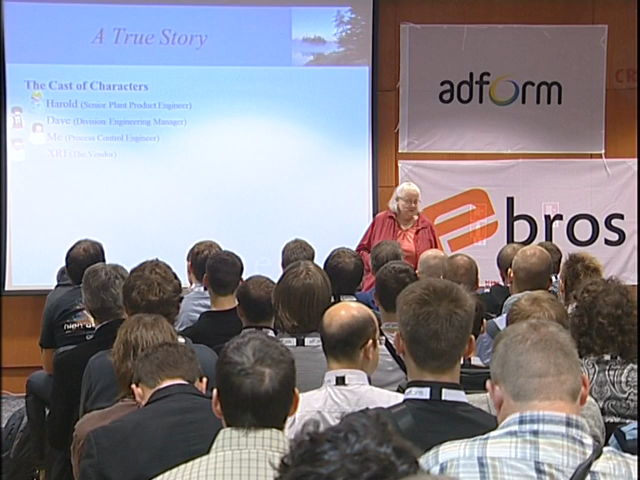 A True Story
The Cast of Characters
Harold (Senior Plant Product Engineer)
Dave (Division Engineering Manager)
Me (Process Control Engineer)
XRI (The Vendor)
adform
bros